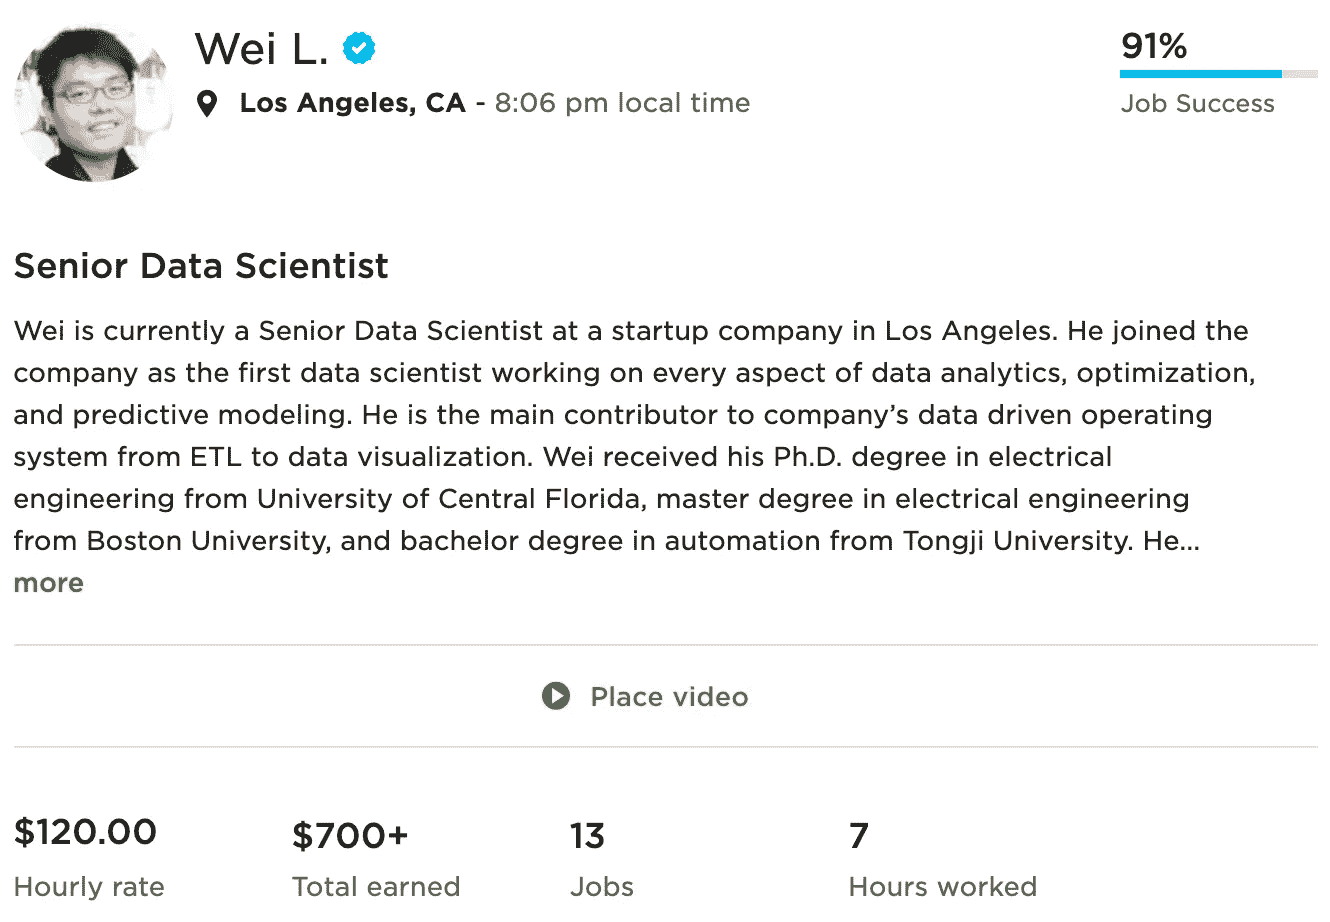 Wei L.
Los Angeles, CA - 8:06 pm local time
91%
Job Success
Senior Data Scientist
Wei is currently a Senior Data Scientist at a startup company in Los Angeles. He joined the
company as the first data scientist working on every aspect of data analytics, optimization,
and predictive modeling. He is the main contributor to company’s data driven operating
system from ETL to data visualization. Wei received his Ph.D. degree in electrical
engineering from University of Central Florida, master degree in electrical engineering
from Boston University, and bachelor degree in automation from Tongji University. He...
more
Place video
$120.00
Hourly rate
$700+
Total earned
13
Jobs
7
Hours worked